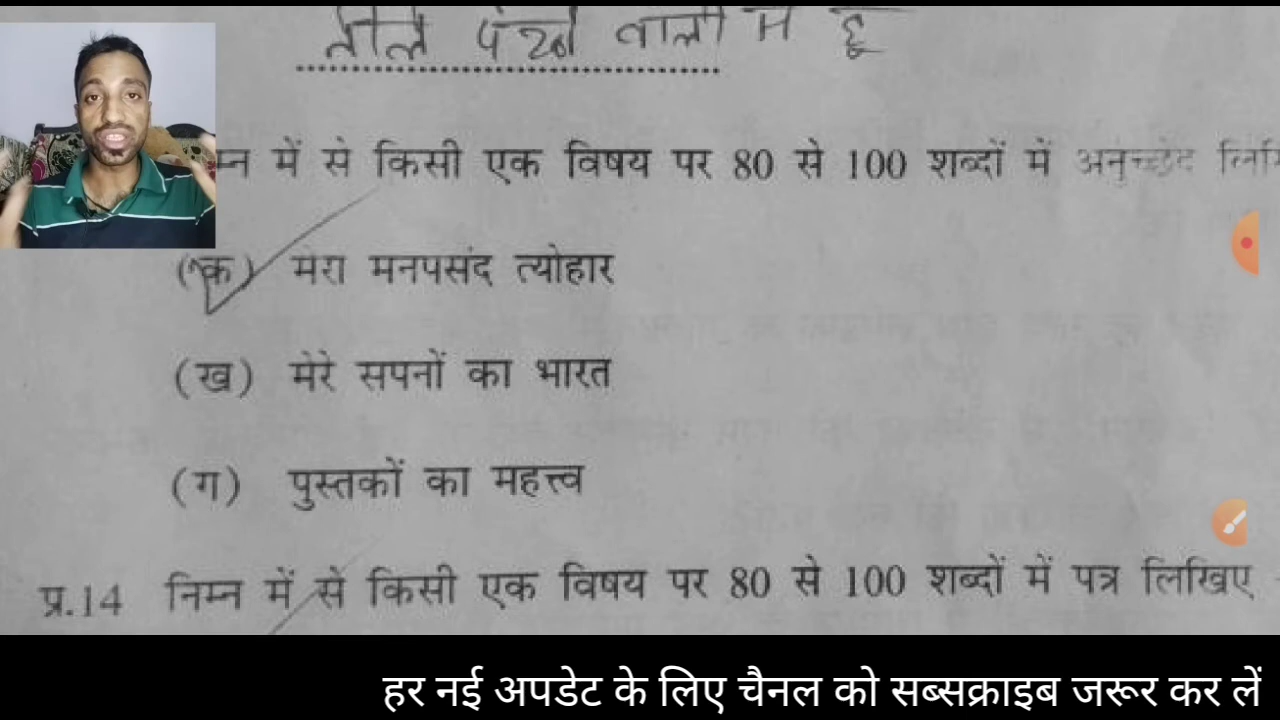 नीले पंखों वाली मैं हूँ
म्न में से किसी एक विषय पर 80 से 100 शब्दों में अनुच्छेद लिखि
(क) मेरा मनपसंद त्योहार
(ख) मेरे सपनों का भारत
(ग) पुस्तकों का महत्त्व
प्र.14 निम्न में से किसी एक विषय पर 80 से 100 शब्दों में पत्र लिखिए
हर नई अपडेट के लिए चैनल को सब्सक्राइब जरूर कर लें